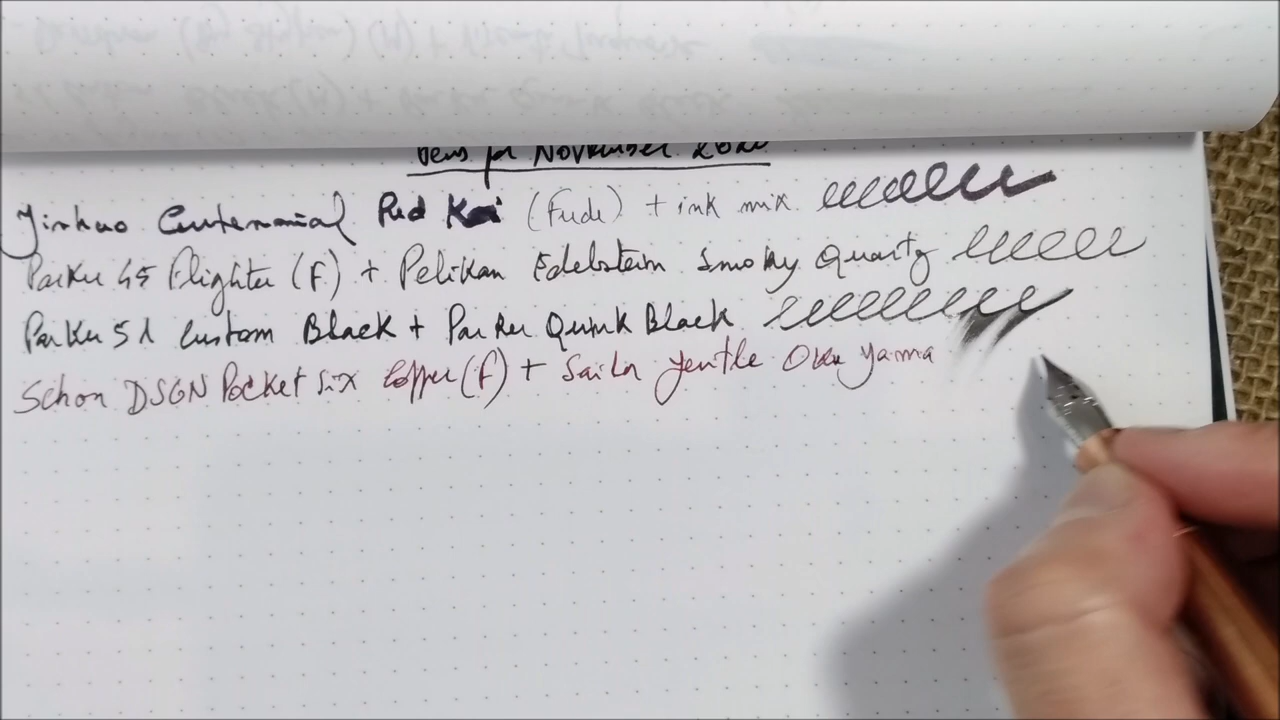 Pens for November 2020
Jinhao Centennial Red Koi (Fude) + ink mix
Parker 45 Flighter (F) + Pelikan Edelstein Smoky Quartz
Parker 51 Custom Black + Parker Quink Black
Schon DSGN Pocket Six Copper (F) + Sailor Jentle Oku Yama